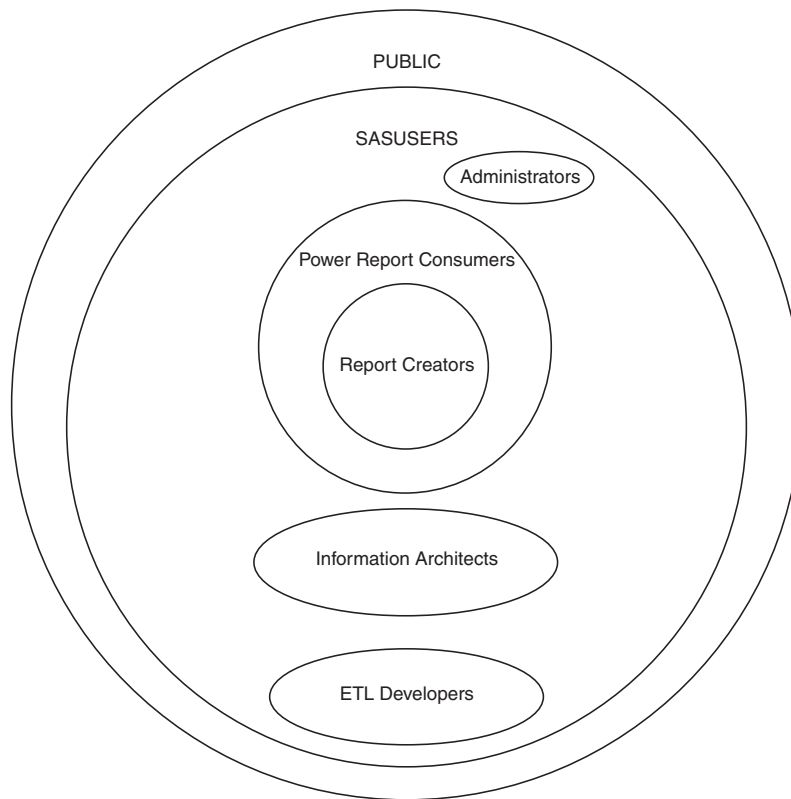 PUBLIC
SASUSERS
Administrators
Power Report Consumers
Report Creators
Information Architects
ETL Developers